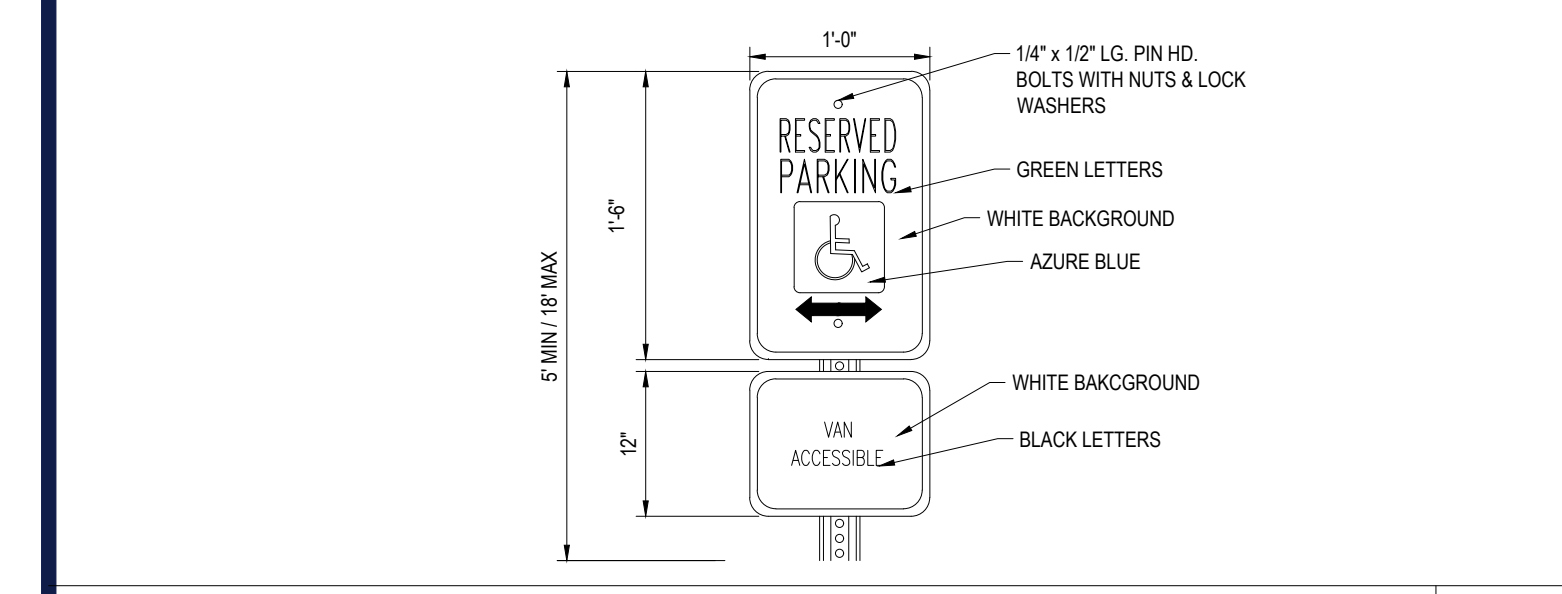 1'-0"
1/4" x 1/2" LG. PIN HD.
BOLTS WITH NUTS & LOCK
WASHERS
RESERVED
PARKING
GREEN LETTERS
1'-6"
WHITE BACKGROUND
AZURE BLUE
5' MIN / 18' MAX
WHITE BAKCGROUND
12"
VAN
ACCESSIBLE
BLACK LETTERS